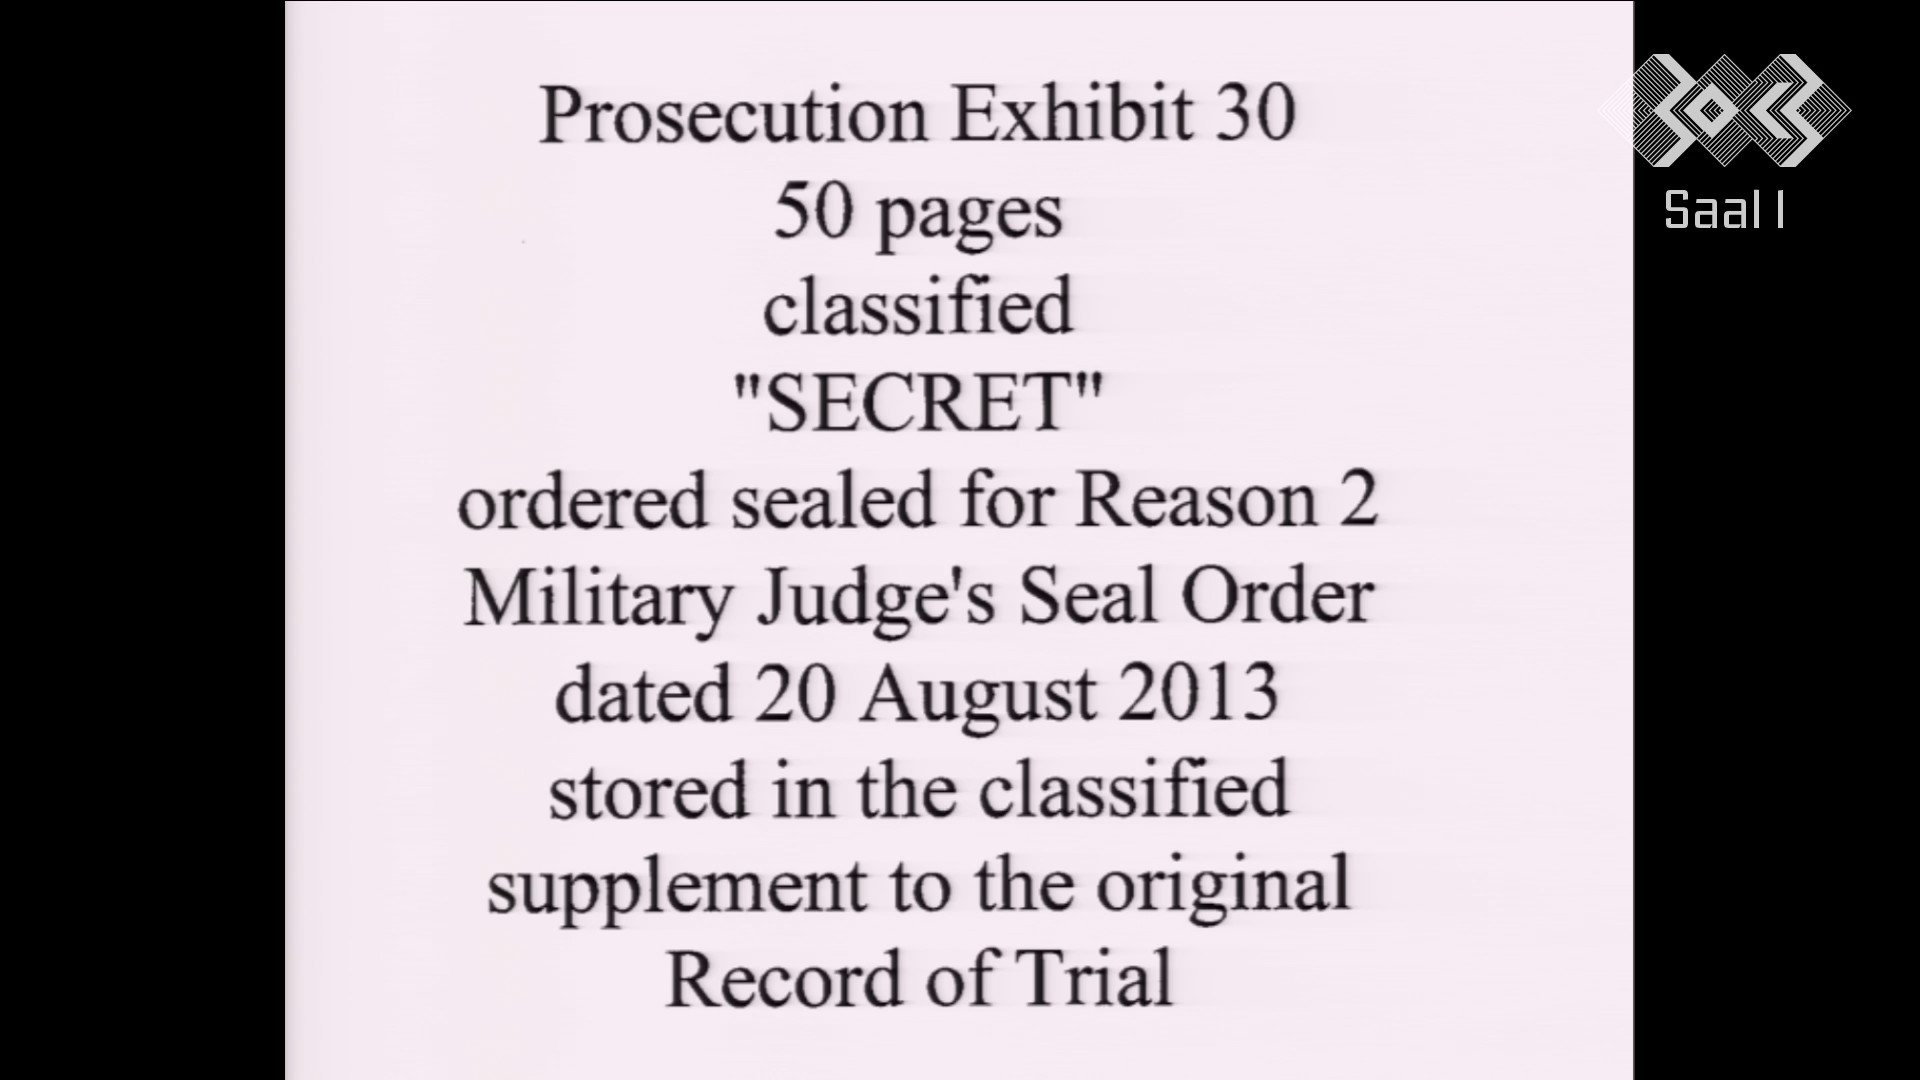 Prosecution Exhibit 30
50 pages
classified
"SECRET"
ordered sealed for Reason 2
Military Judge's Seal Order
dated 20 August 2013
stored in the classified
supplement to the original
Record of Trial
Saal 1